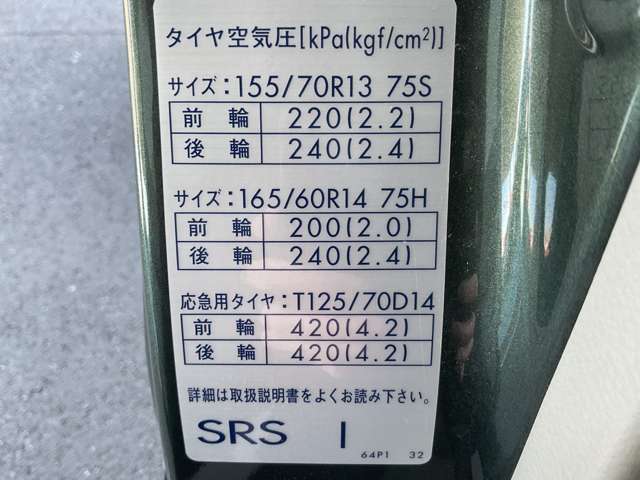 タイヤ空気圧[kPa(kgf/cm²)]
サイズ:155/70R13 75S
前輪 220(2.2)
後輪 240(2.4)
サイズ:165/60R14 75H
前輪 200(2.0)
後輪 240(2.4)
応急用タイヤ:T125/70D14
前輪 420(4.2)
後輪 420(4.2)
詳細は取扱説明書をよくお読み下さい。
SRS I 64P1 32